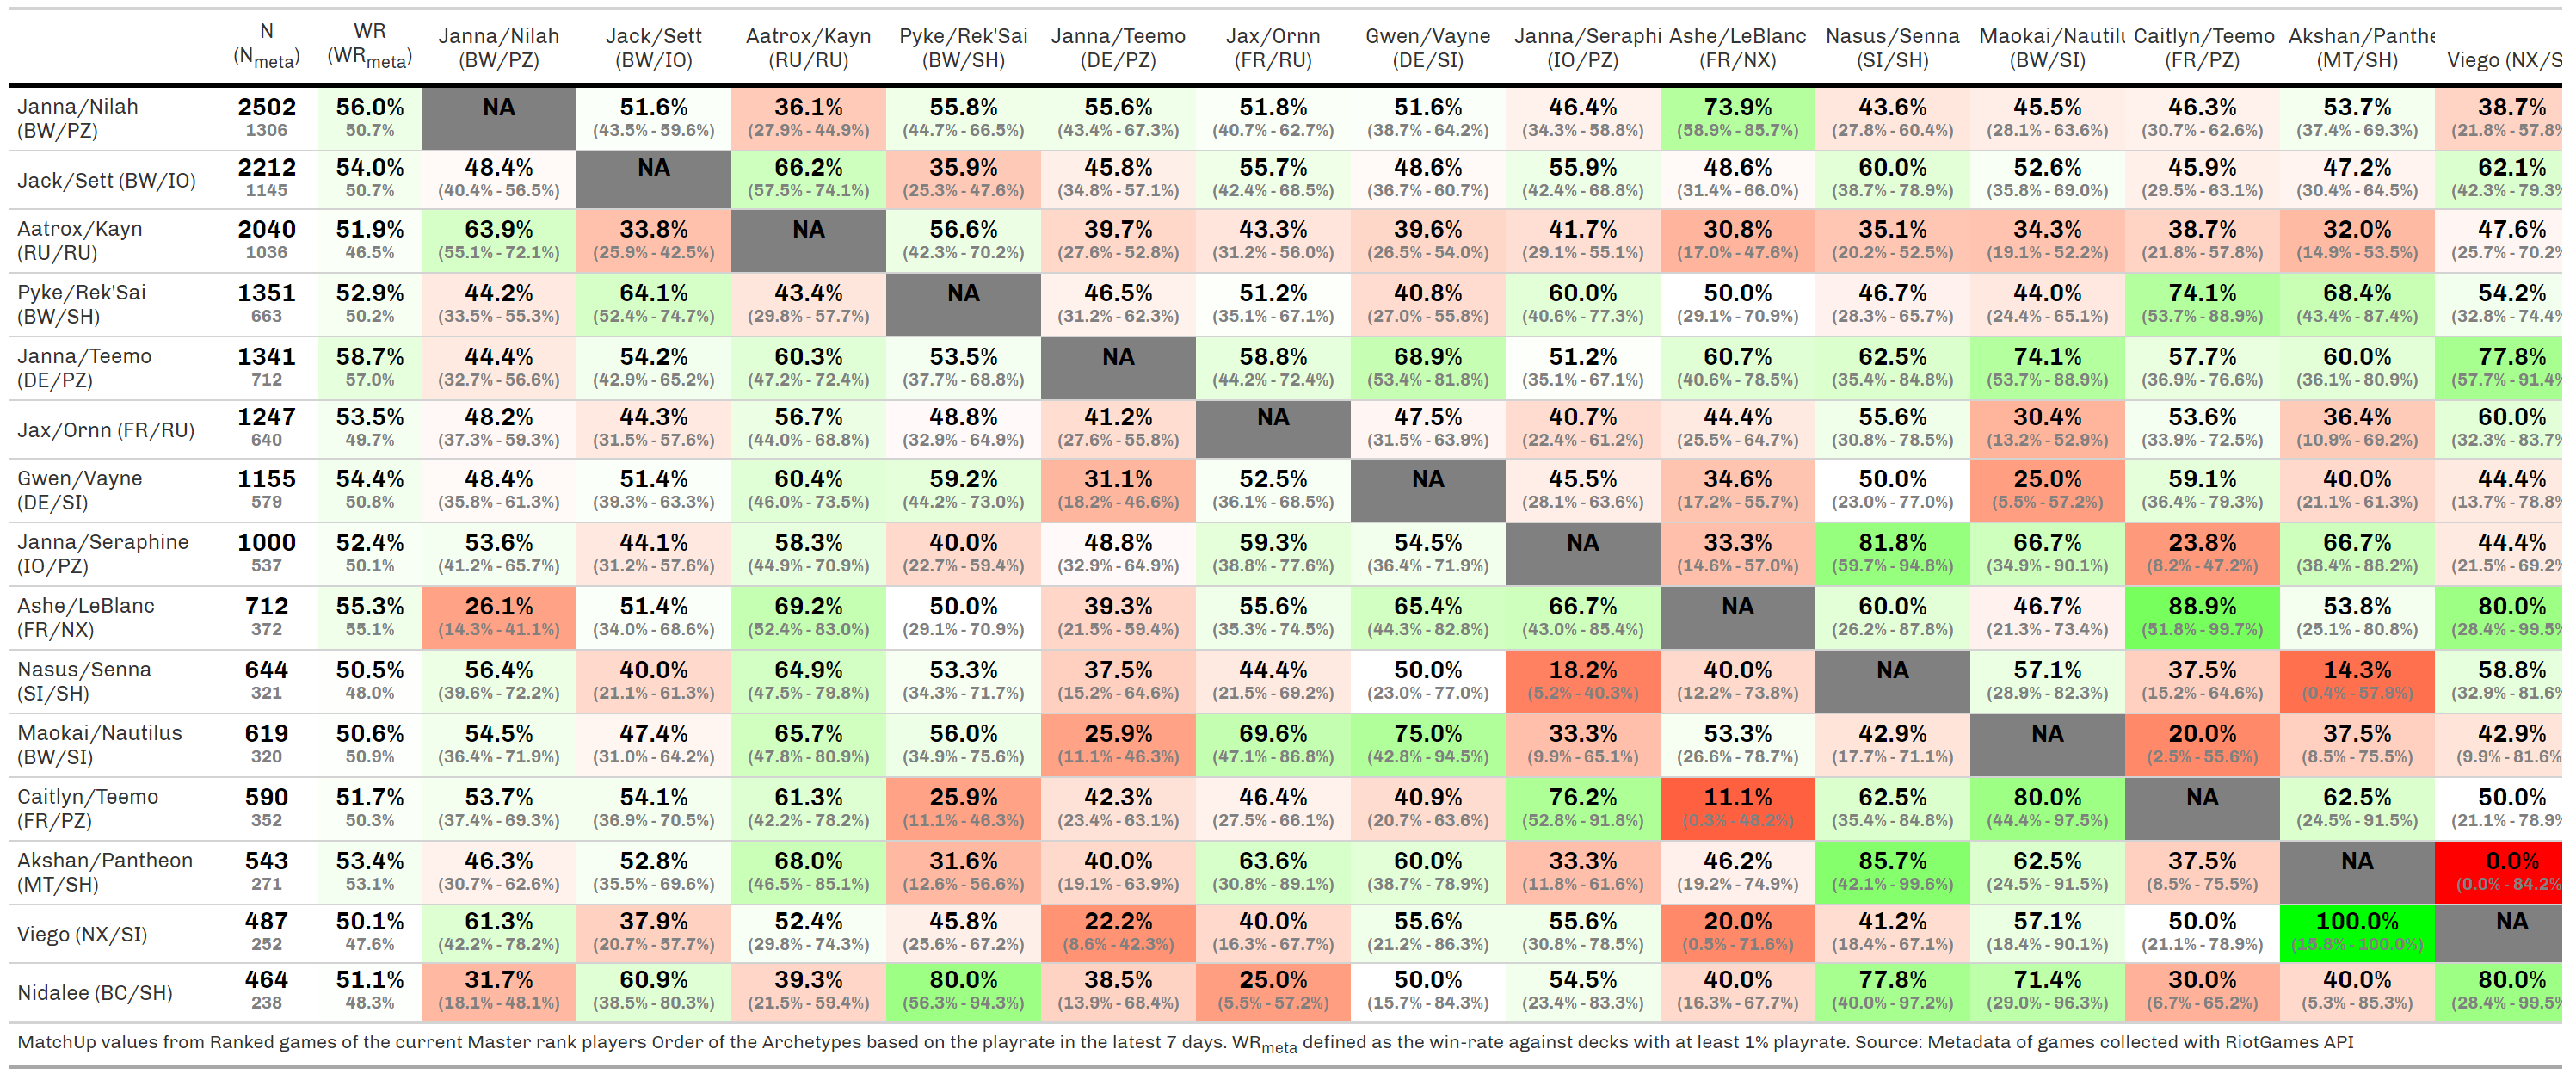 N WR Janna/Nilah Jack/Sett Aatrox/Kayn Pyke/Rek'Sai Janna/Teemo Jax/Ornn Gwen/Vayne Janna/Seraphi Ashe/LeBlanc Nasus/Senna Maokai/Nautilu Caitlyn/Teemo Akshan/Panthe
(Nmeta) (WRmeta) (BW/PZ) (BW/IO) (RU/RU) (BW/SH) (DE/PZ) (FR/RU) (DE/SI) (IO/PZ) (FR/NX) (SI/SH) (BW/SI) (FR/PZ) (MT/SH) Viego (NX/S
Janna/Nilah 2502 56.0% NA 51.6% 36.1% 55.8% 55.6% 51.8% 51.6% 46.4% 73.9% 43.6% 45.5% 46.3% 53.7% 38.7%
(BW/PZ) 1306 50.7% (43.5% - 59.6%) (27.9% - 44.9%) (44.7% - 66.5%) (43.4% - 67.3%) (40.7% - 62.7%) (38.7% - 64.2%) (34.3% - 58.8%) (58.9% - 85.7%) (27.8% - 60.4%) (28.1% - 63.6%) (30.7% - 62.6%) (37.4% - 69.3%) (21.8% - 57.8%
Jack/Sett (BW/IO) 2212 54.0% 48.4% NA 66.2% 35.9% 45.8% 55.7% 48.6% 55.9% 48.6% 60.0% 52.6% 45.9% 47.2% 62.1%
1145 50.7% (40.4% - 56.5%) (57.5% - 74.1%) (25.3% - 47.6%) (34.8% - 57.1%) (42.4% - 68.5%) (36.7% - 60.7%) (42.4% - 68.8%) (31.4% - 66.0%) (38.7% - 78.9%) (35.8% - 69.0%) (29.5% - 63.1%) (30.4% - 64.5%) (42.3% - 79.3%
Aatrox/Kayn 2040 51.9% 63.9% 33.8% NA 56.6% 39.7% 43.3% 39.6% 41.7% 30.8% 35.1% 34.3% 38.7% 32.0% 47.6%
(RU/RU) 1036 46.5% (55.1% - 72.1%) (25.9% - 42.5%) (42.3% - 70.2%) (27.6% - 52.8%) (31.2% - 56.0%) (26.5% - 54.0%) (29.1% - 55.1%) (17.0% - 47.6%) (20.2% - 52.5%) (19.1% - 52.2%) (21.8% - 57.8%) (14.9% - 53.5%) (25.7% - 70.2%
Pyke/Rek'Sai 1351 52.9% 44.2% 64.1% 43.4% NA 46.5% 51.2% 40.8% 60.0% 50.0% 46.7% 44.0% 74.1% 68.4% 54.2%
(BW/SH) 663 50.2% (33.5% - 55.3%) (52.4% - 74.7%) (29.8% - 57.7%) (31.2% - 62.3%) (35.1% - 67.1%) (27.0% - 55.8%) (40.6% - 77.3%) (29.1% - 70.9%) (28.3% - 65.7%) (24.4% - 65.1%) (53.7% - 88.9%) (43.4% - 87.4%) (32.8% - 74.4%
Janna/Teemo 1341 58.7% 44.4% 54.2% 60.3% 53.5% NA 58.8% 68.9% 51.2% 60.7% 62.5% 74.1% 57.7% 60.0% 77.8%
(DE/PZ) 712 57.0% (32.7% - 56.6%) (42.9% - 65.2%) (47.2% - 72.4%) (37.7% - 68.8%) (44.2% - 72.4%) (53.4% - 81.8%) (35.1% - 67.1%) (40.6% - 78.5%) (35.4% - 84.8%) (53.7% - 88.9%) (36.9% - 76.6%) (36.1% - 80.9%) (57.7% - 91.4%
Jax/Ornn (FR/RU) 1247 53.5% 48.2% 44.3% 56.7% 48.8% 41.2% NA 47.5% 40.7% 44.4% 55.6% 30.4% 53.6% 36.4% 60.0%
640 49.7% (37.3% - 59.3%) (31.5% - 57.6%) (44.0% - 68.8%) (32.9% - 64.9%) (27.6% - 55.8%) (31.5% - 63.9%) (22.4% - 61.2%) (25.5% - 64.7%) (30.8% - 78.5%) (13.2% - 52.9%) (33.9% - 72.5%) (10.9% - 69.2%) (32.3% - 83.7%
Gwen/Vayne 1155 54.4% 48.4% 51.4% 60.4% 59.2% 31.1% 52.5% NA 45.5% 34.6% 50.0% 25.0% 59.1% 40.0% 44.4%
(DE/SI) 579 50.8% (35.8% - 61.3%) (39.3% - 63.3%) (46.0% - 73.5%) (44.2% - 73.0%) (18.2% - 46.6%) (36.1% - 68.5%) (28.1% - 63.6%) (17.2% - 55.7%) (23.0% - 77.0%) (5.5% - 57.2%) (36.4% - 79.3%) (21.1% - 61.3%) (13.7% - 78.8%
Janna/Seraphine 1000 52.4% 53.6% 44.1% 58.3% 40.0% 48.8% 59.3% 54.5% NA 33.3% 81.8% 66.7% 23.8% 66.7% 44.4%
(IO/PZ) 537 50.1% (41.2% - 65.7%) (31.2% - 57.6%) (44.9% - 70.9%) (22.7% - 59.4%) (32.9% - 64.9%) (38.8% - 77.6%) (36.4% - 71.9%) (14.6% - 57.0%) (59.7% - 94.8%) (34.9% - 90.1%) (8.2% - 47.2%) (38.4% - 88.2%) (21.5% - 69.2%
Ashe/LeBlanc 712 55.3% 26.1% 51.4% 69.2% 50.0% 39.3% 55.6% 65.4% 66.7% NA 60.0% 46.7% 88.9% 53.8% 80.0%
(FR/NX) 372 55.1% (14.3% - 41.1%) (34.0% - 68.6%) (52.4% - 83.0%) (29.1% - 70.9%) (21.5% - 59.4%) (35.3% - 74.5%) (44.3% - 82.8%) (43.0% - 85.4%) (26.2% - 87.8%) (21.3% - 73.4%) (51.8% - 99.7%) (25.1% - 80.8%) (28.4% - 99.5%
Nasus/Senna 644 50.5% 56.4% 40.0% 64.9% 53.3% 37.5% 44.4% 50.0% 18.2% 40.0% NA 57.1% 37.5% 14.3% 58.8%
(SI/SH) 321 48.0% (39.6% - 72.2%) (21.1% - 61.3%) (47.5% - 79.8%) (34.3% - 71.7%) (15.2% - 64.6%) (21.5% - 69.2%) (23.0% - 77.0%) (5.2% - 40.3%) (12.2% - 73.8%) (28.9% - 82.3%) (15.2% - 64.6%) (0.4% - 57.9%) (32.9% - 81.6%
Maokai/Nautilus 619 50.6% 54.5% 47.4% 65.7% 56.0% 25.9% 69.6% 75.0% 33.3% 53.3% 42.9% NA 20.0% 37.5% 42.9%
(BW/SI) 320 50.9% (36.4% - 71.9%) (31.0% - 64.2%) (47.8% - 80.9%) (34.9% - 75.6%) (11.1% - 46.3%) (47.1% - 86.8%) (42.8% - 94.5%) (9.9% - 65.1%) (26.6% - 78.7%) (17.7% - 71.1%) (2.5% - 55.6%) (8.5% - 75.5%) (9.9% - 81.6%
Caitlyn/Teemo 590 51.7% 53.7% 54.1% 61.3% 25.9% 42.3% 46.4% 40.9% 76.2% 11.1% 62.5% 80.0% NA 62.5% 50.0%
(FR/PZ) 352 50.3% (37.4% - 69.3%) (36.9% - 70.5%) (42.2% - 78.2%) (11.1% - 46.3%) (23.4% - 63.1%) (27.5% - 66.1%) (20.7% - 63.6%) (52.8% - 91.8%) (0.3% - 48.2%) (35.4% - 84.8%) (44.4% - 97.5%) (24.5% - 91.5%) (21.1% - 78.9%
Akshan/Pantheon 543 53.4% 46.3% 52.8% 68.0% 31.6% 40.0% 63.6% 60.0% 33.3% 46.2% 85.7% 62.5% 37.5% NA 0.0%
(MT/SH) 271 53.1% (30.7% - 62.6%) (35.5% - 69.6%) (46.5% - 85.1%) (12.6% - 56.6%) (19.1% - 63.9%) (30.8% - 89.1%) (38.7% - 78.9%) (11.8% - 61.6%) (19.2% - 74.9%) (42.1% - 99.6%) (24.5% - 91.5%) (8.5% - 75.5%) (0.0% - 84.2%
Viego (NX/SI) 487 50.1% 61.3% 37.9% 52.4% 45.8% 22.2% 40.0% 55.6% 55.6% 20.0% 41.2% 57.1% 50.0% 100.0% NA
252 47.6% (42.2% - 78.2%) (20.7% - 57.7%) (29.8% - 74.3%) (25.6% - 67.2%) (8.6% - 42.3%) (16.3% - 67.7%) (21.2% - 86.3%) (30.8% - 78.5%) (0.5% - 71.6%) (18.4% - 67.1%) (18.4% - 90.1%) (21.1% - 78.9%) (15.8% - 100.0%)
Nidalee (BC/SH) 464 51.1% 31.7% 60.9% 39.3% 80.0% 38.5% 25.0% 50.0% 54.5% 40.0% 77.8% 71.4% 30.0% 40.0% 80.0%
238 48.3% (18.1% - 48.1%) (38.5% - 80.3%) (21.5% - 59.4%) (56.3% - 94.3%) (13.9% - 68.4%) (5.5% - 57.2%) (15.7% - 84.3%) (23.4% - 83.3%) (16.3% - 67.7%) (40.0% - 97.2%) (29.0% - 96.3%) (6.7% - 65.2%) (5.3% - 85.3%) (28.4% - 99.5%
MatchUp values from Ranked games of the current Master rank players Order of the Archetypes based on the playrate in the latest 7 days. WRmeta defined as the win-rate against decks with at least 1% playrate. Source: Metadata of games collected with RiotGames API